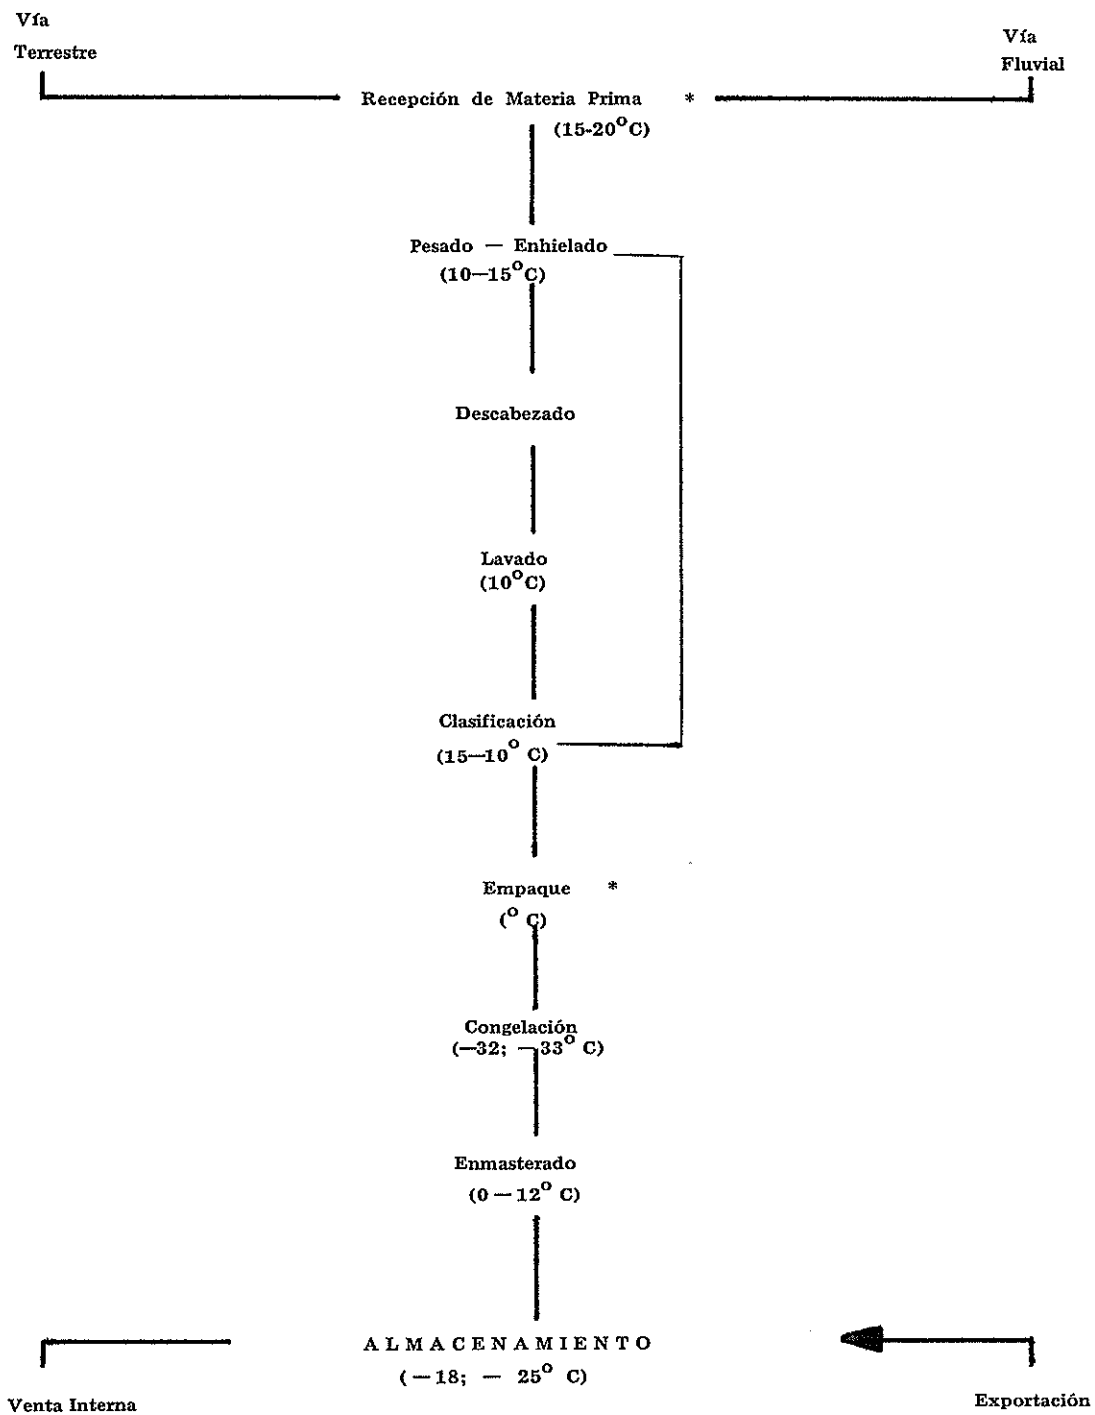 Vía
Terrestre
Vía
Fluvial
Recepción de Materia Prima *
(15-20°C)
Pesado — Enhielado
(10—15°C)
Descabezado
Lavado
(10°C)
Clasificación
(15—10° C)
Empaque *
(° C)
Congelación
(—32; —33° C)
Enmasterado
(0 — 12° C)
ALMACENAMIENTO
(—18; — 25° C)
Venta Interna
Exportación